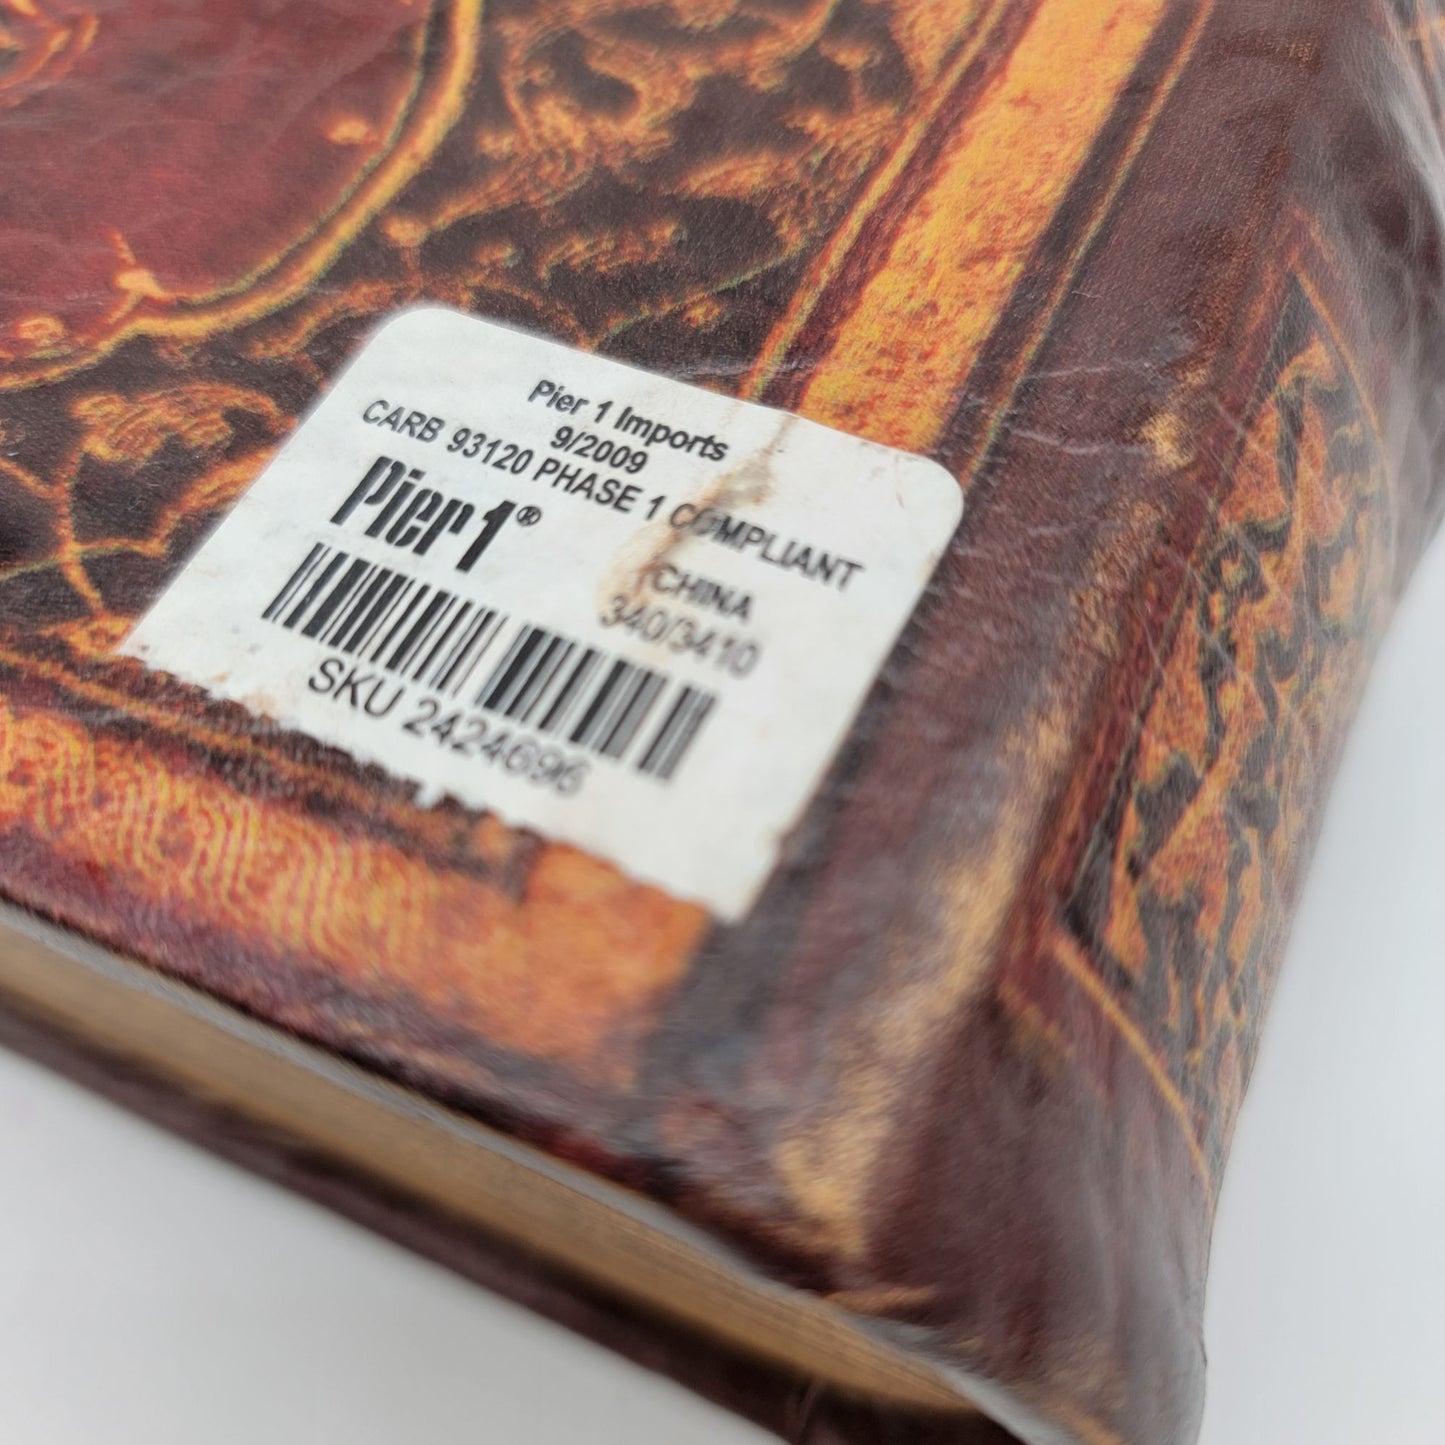 Pier 1 Imports
9/2009
CARB 93120 PHASE 1 COMPLIANT
Pier 1®
CHINA
340/3410
SKU 2424696